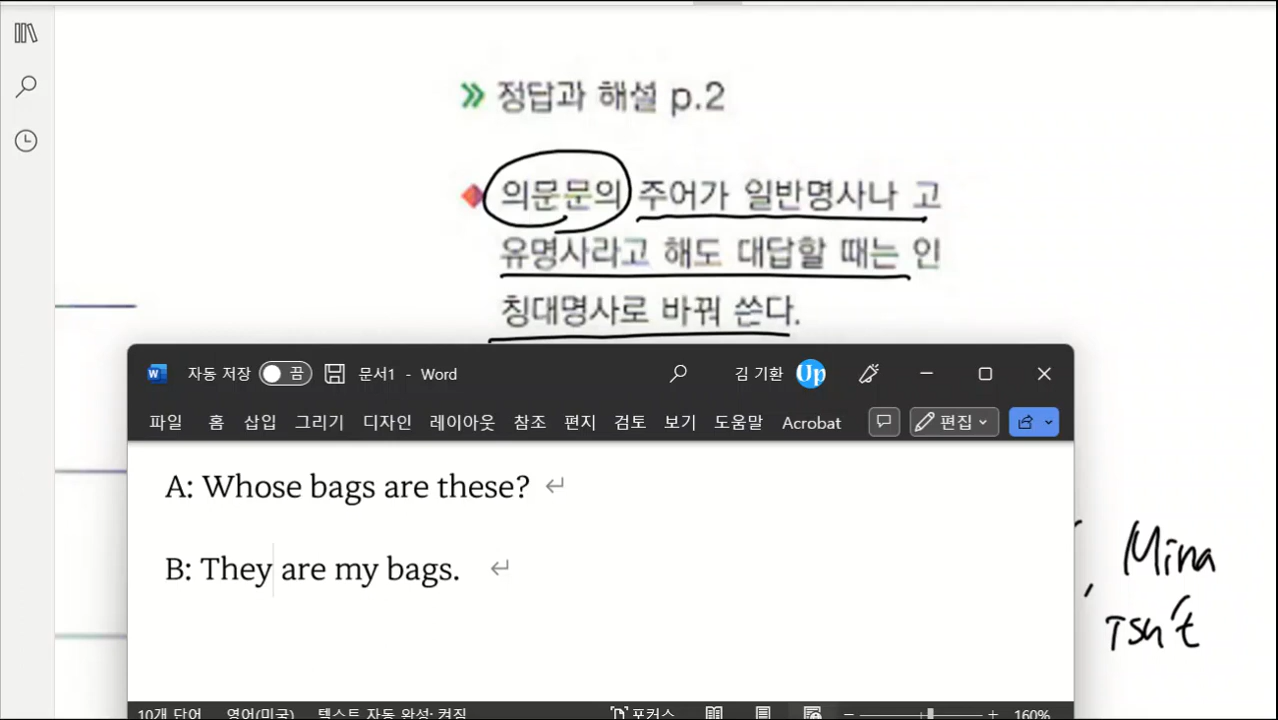 정답과 해설 p.2
의문문의 주어가 일반명사나 고
유명사라고 해도 대답할 때는 인
칭대명사로 바꿔 쓴다.
자동 저장 끔 문서1 - Word 김 기환 Up
파일 홈 삽입 그리기 디자인 레이아웃 참조 편지 검토 보기 도움말 Acrobat 편집
A: Whose bags are these?
B: They are my bags.
, Mina
isn't
10개 단어 영어(미국) 텍스트 자동 완성: 켜짐 포커스 160%